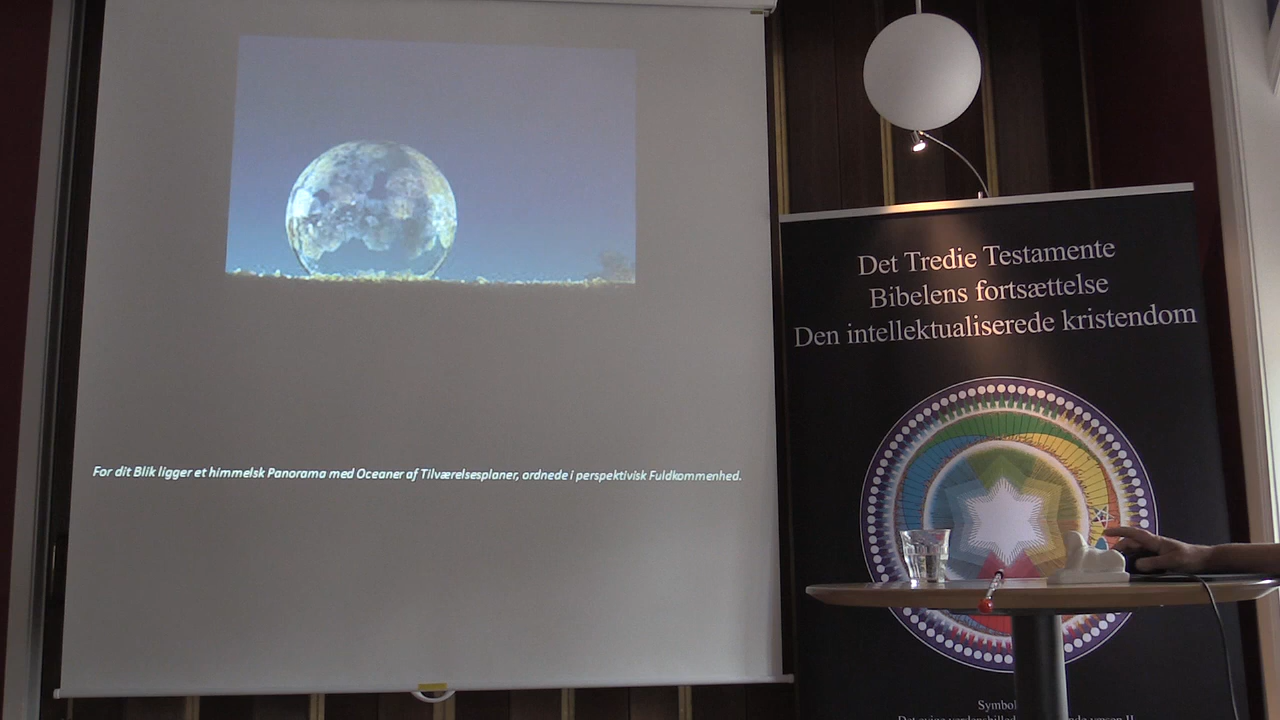 For dit Blik ligger et himmelsk Panorama med Oceaner af Tilværelsesplaner, ordnede i perspektivisk Fuldkommenhed.
Det Tredie Testamente
Bibelens fortsættelse
Den intellektualiserede kristendom
Symbol